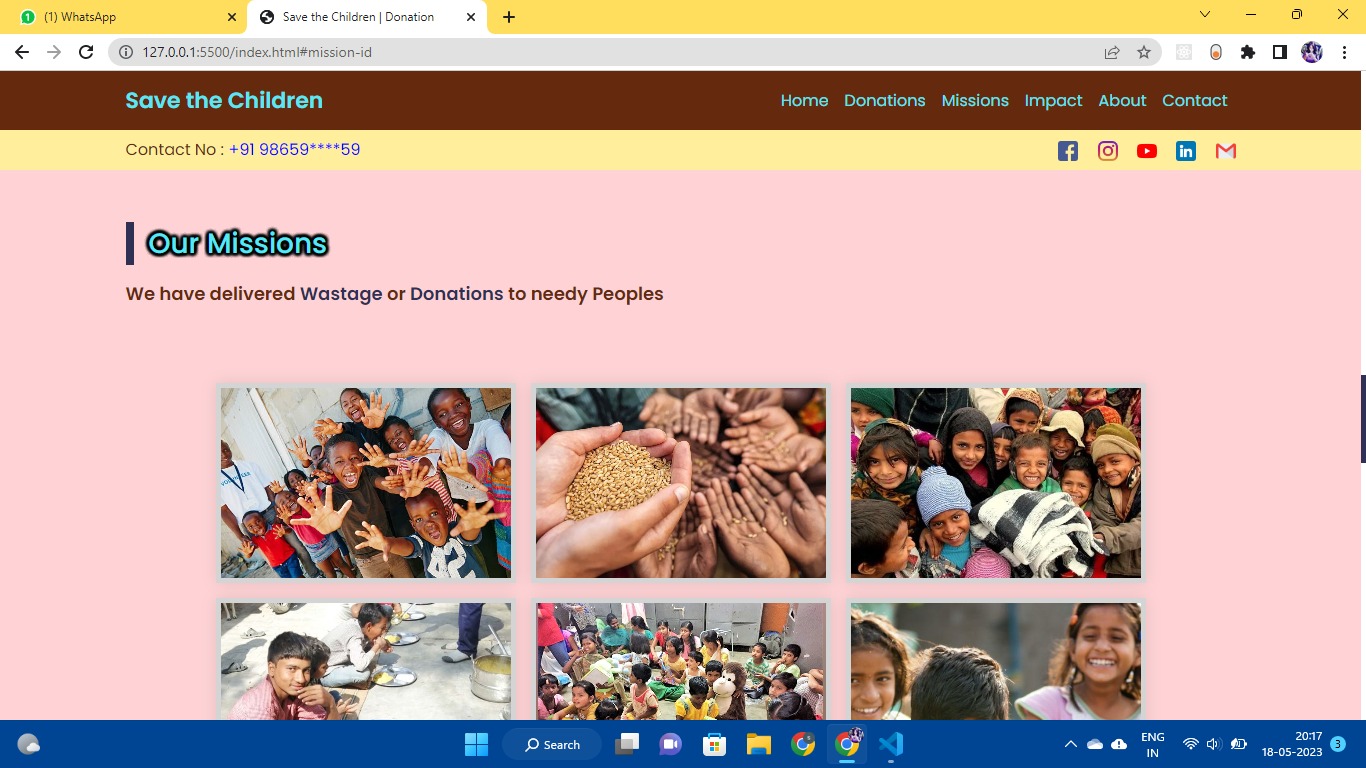 (1) WhatsApp
Save the Children | Donation
127.0.0.1:5500/index.html#mission-id
Save the Children
Home Donations Missions Impact About Contact
Contact No : +91 98659****59
Our Missions
We have delivered Wastage or Donations to needy Peoples
42
Search
ENG
IN
20:17
18-05-2023
3